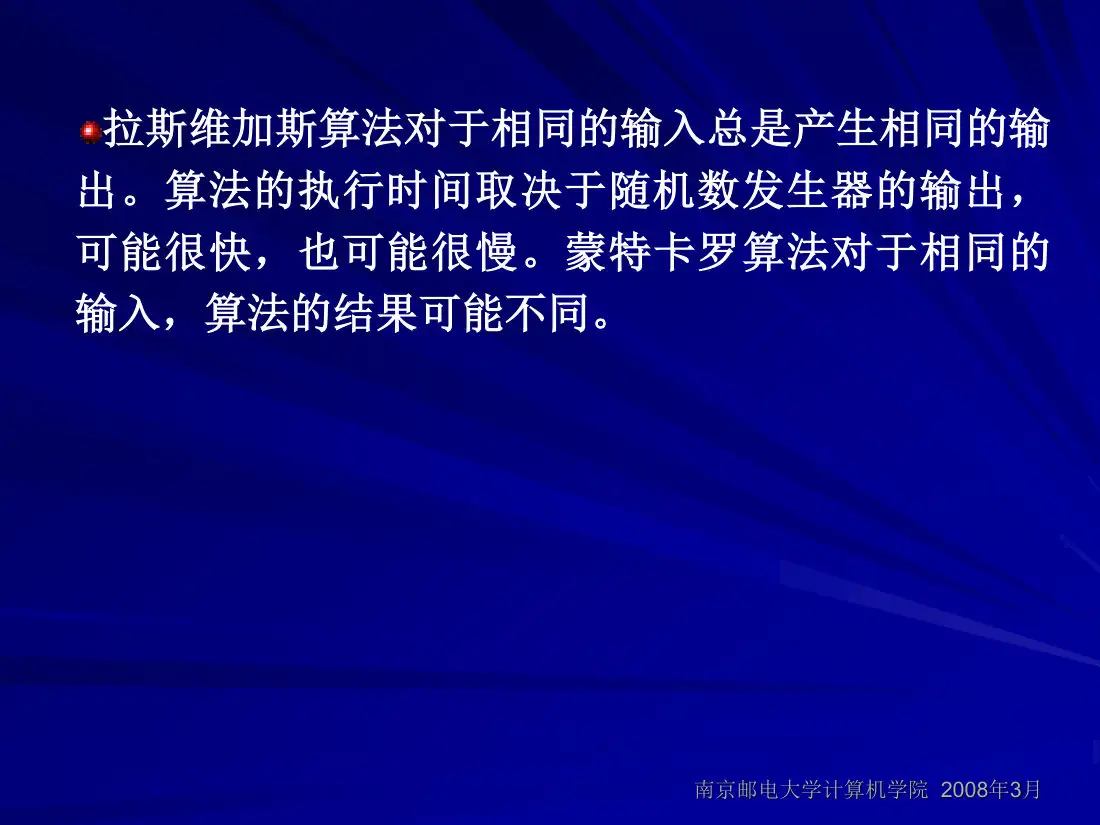 拉斯维加斯算法对于相同的输入总是产生相同的输
出。算法的执行时间取决于随机数发生器的输出，
可能很快，也可能很慢。蒙特卡罗算法对于相同的
输入，算法的结果可能不同。
南京邮电大学计算机学院 2008年3月